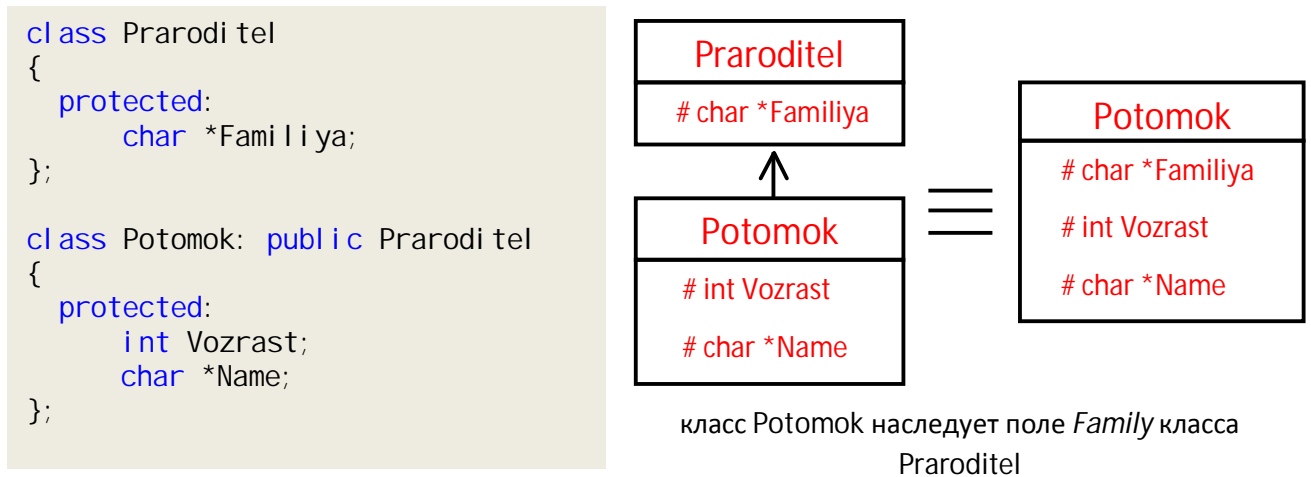 class Praroditel
{
protected:
char *Familiya;
};
class Potomok: public Praroditel
{
protected:
int Vozrast;
char *Name;
};
Praroditel
# char *Familiya
Potomok
# int Vozrast
# char *Name
Potomok
# char *Familiya
# int Vozrast
# char *Name
класс Potomok наследует поле Family класса
Praroditel